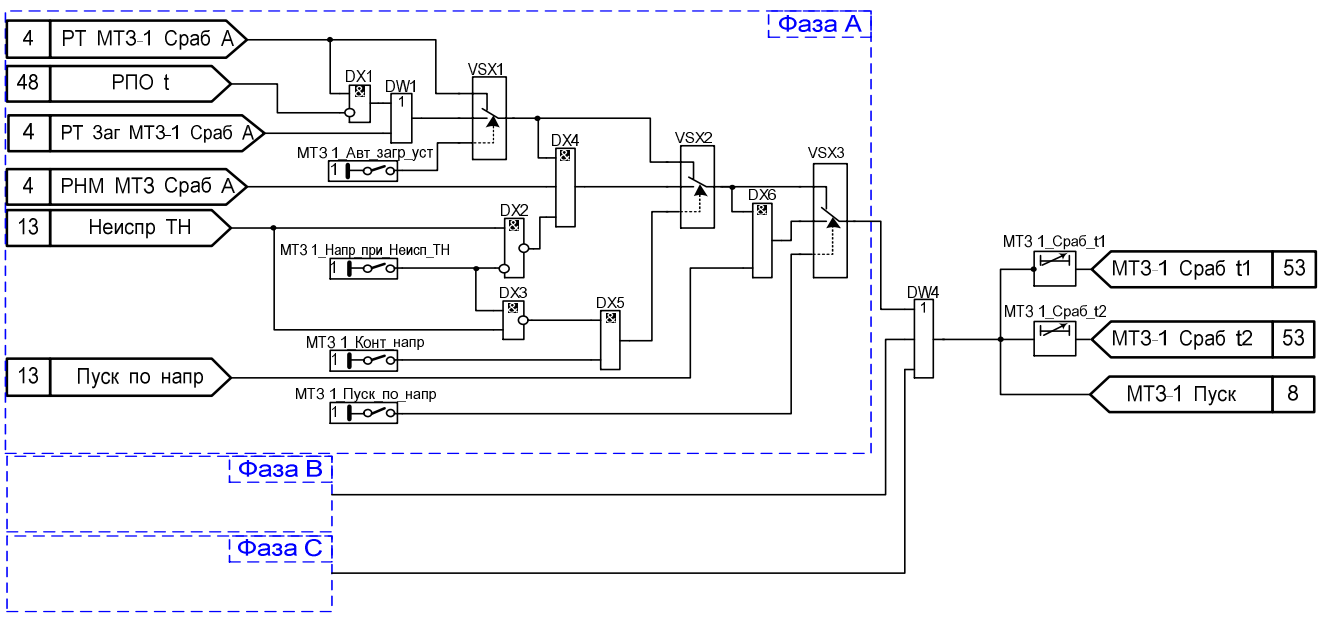 Фаза А
4 РТ МТЗ-1 Сраб А
48 РПО t
DX1
&
DW1
1
VSX1
4 РТ Заг МТЗ-1 Сраб А
МТЗ 1_Авт_загр_уст
1
DX4
&
VSX2
VSX3
4 РНМ МТЗ Сраб А
DX6
&
13 Неиспр ТН
DX2
&
МТЗ 1_Напр_при_Неисп_ТН
1
DX3
&
DX5
&
МТЗ 1_Конт_напр
1
13 Пуск по напр
МТЗ 1_Пуск_по_напр
1
DW4
1
МТЗ 1_Сраб_t1
МТЗ-1 Сраб t1 53
МТЗ 1_Сраб_t2
МТЗ-1 Сраб t2 53
МТЗ-1 Пуск 8
Фаза В
Фаза С